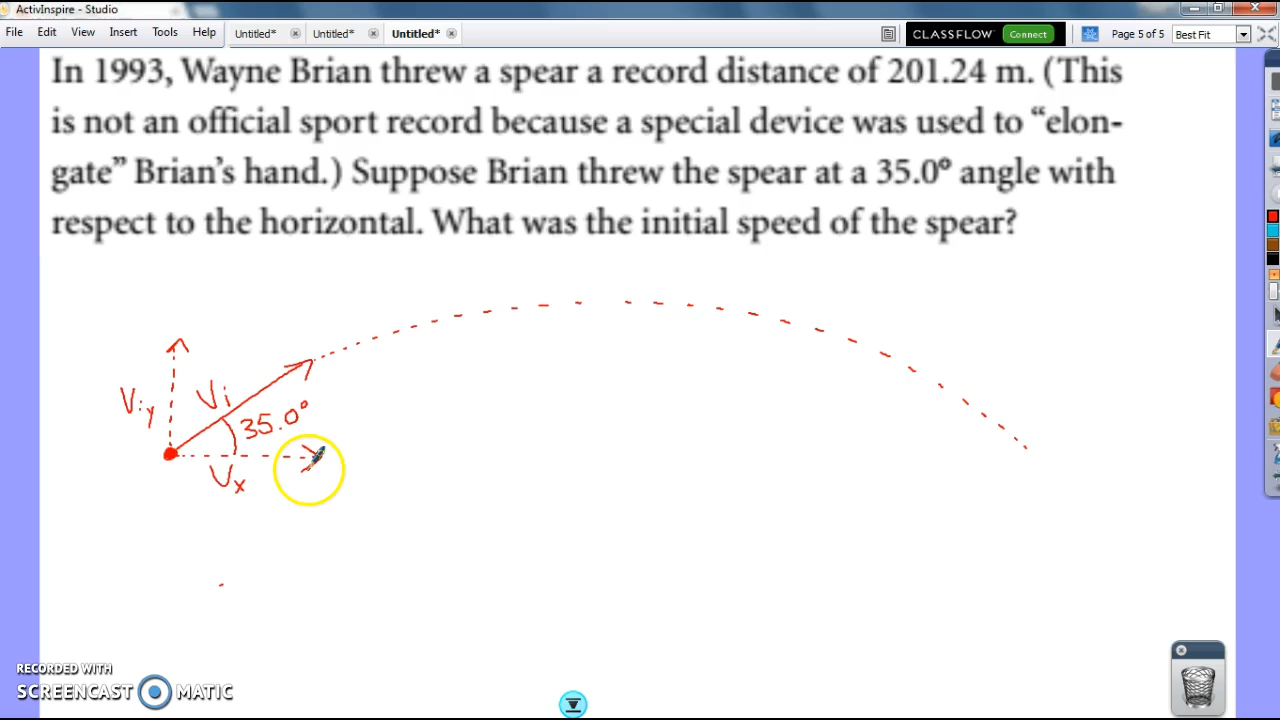 ActivInspire - Studio
File Edit View Insert Tools Help Untitled* Untitled* Untitled* CLASSFLOW Connect Page 5 of 5 Best Fit
In 1993, Wayne Brian threw a spear a record distance of 201.24 m. (This
is not an official sport record because a special device was used to “elon-
gate” Brian’s hand.) Suppose Brian threw the spear at a 35.0° angle with
respect to the horizontal. What was the initial speed of the spear?
Viy Vi 35.0°
Vx
RECORDED WITH
SCREENCAST MATIC